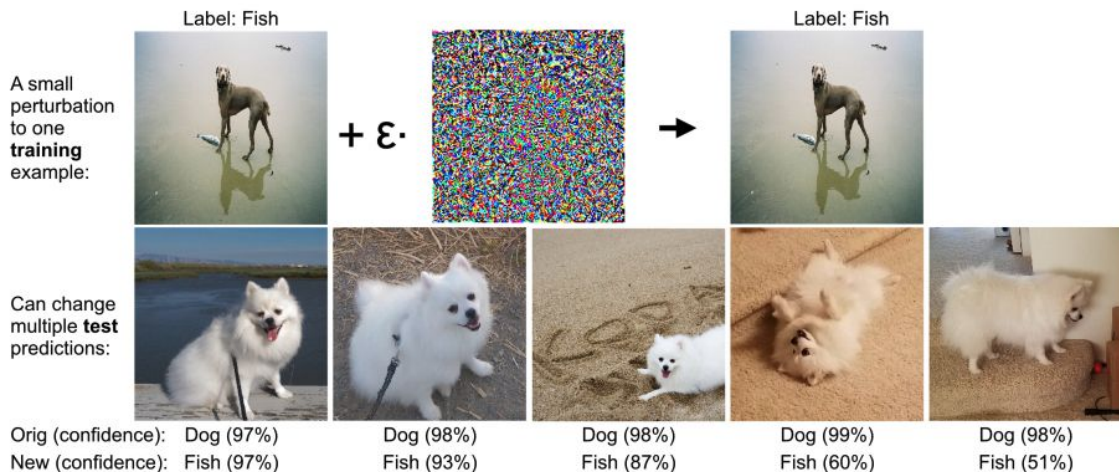 Label: Fish
Label: Fish
A small
perturbation
to one
training
example:
+ ε·
Can change
multiple test
predictions:
Orig (confidence): Dog (97%) Dog (98%) Dog (98%) Dog (99%) Dog (98%)
New (confidence): Fish (97%) Fish (93%) Fish (87%) Fish (60%) Fish (51%)